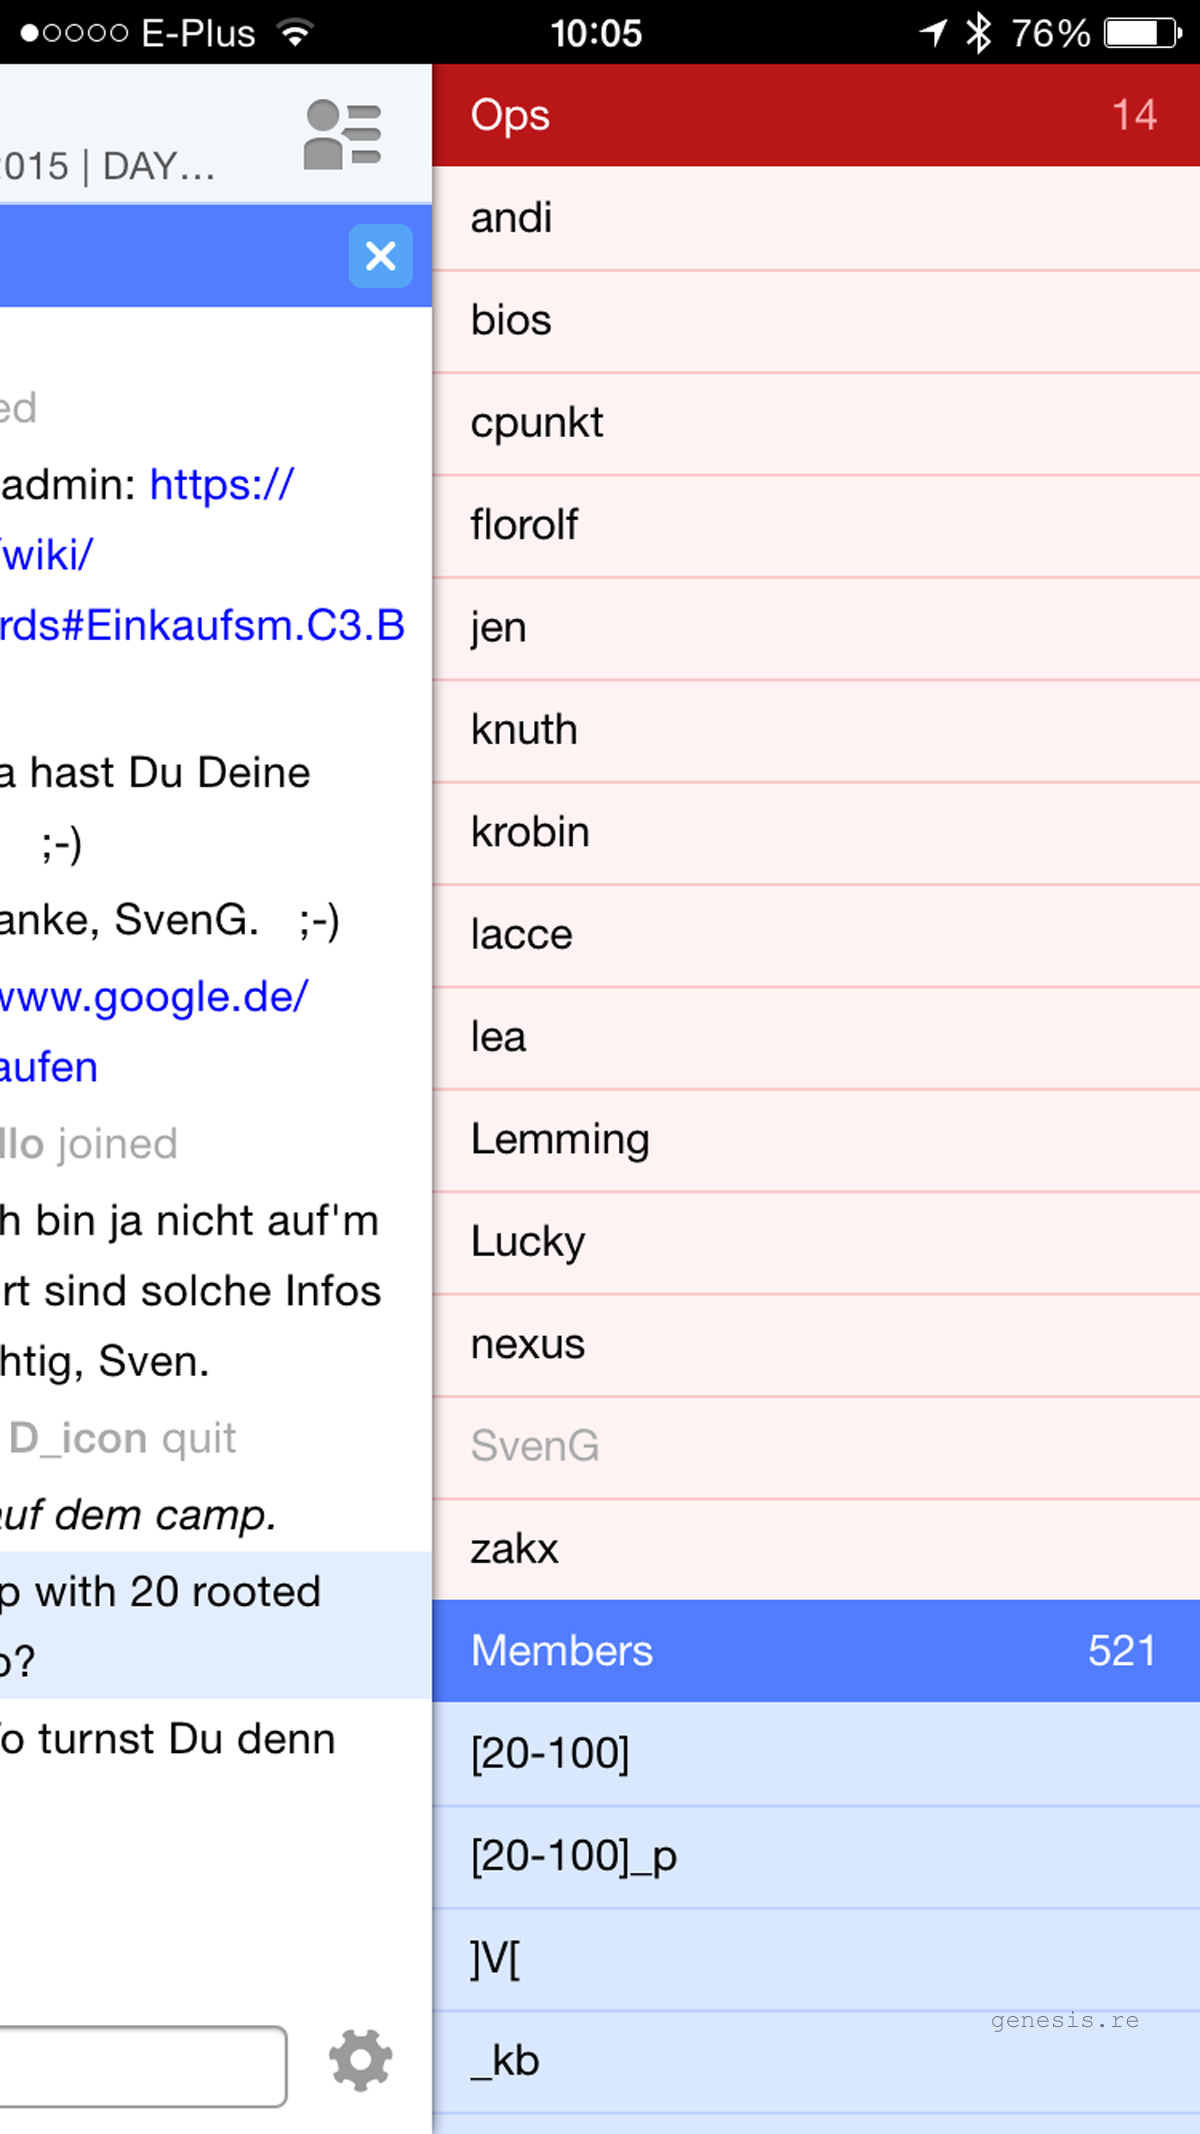 E-Plus 10:05 76%
2015 | DAY...
ed
admin: https://
/wiki/
rds#Einkaufsm.C3.B
a hast Du Deine
;-)
anke, SvenG. ;-)
www.google.de/
aufen
llo joined
h bin ja nicht auf'm
rt sind solche Infos
htig, Sven.
D_icon quit
auf dem camp.
p with 20 rooted
o?
o turnst Du denn
Ops 14
andi
bios
cpunkt
florolf
jen
knuth
krobin
lacce
lea
Lemming
Lucky
nexus
SvenG
zakx
Members 521
[20-100]
[20-100]_p
]V[
_kb
genesis.re